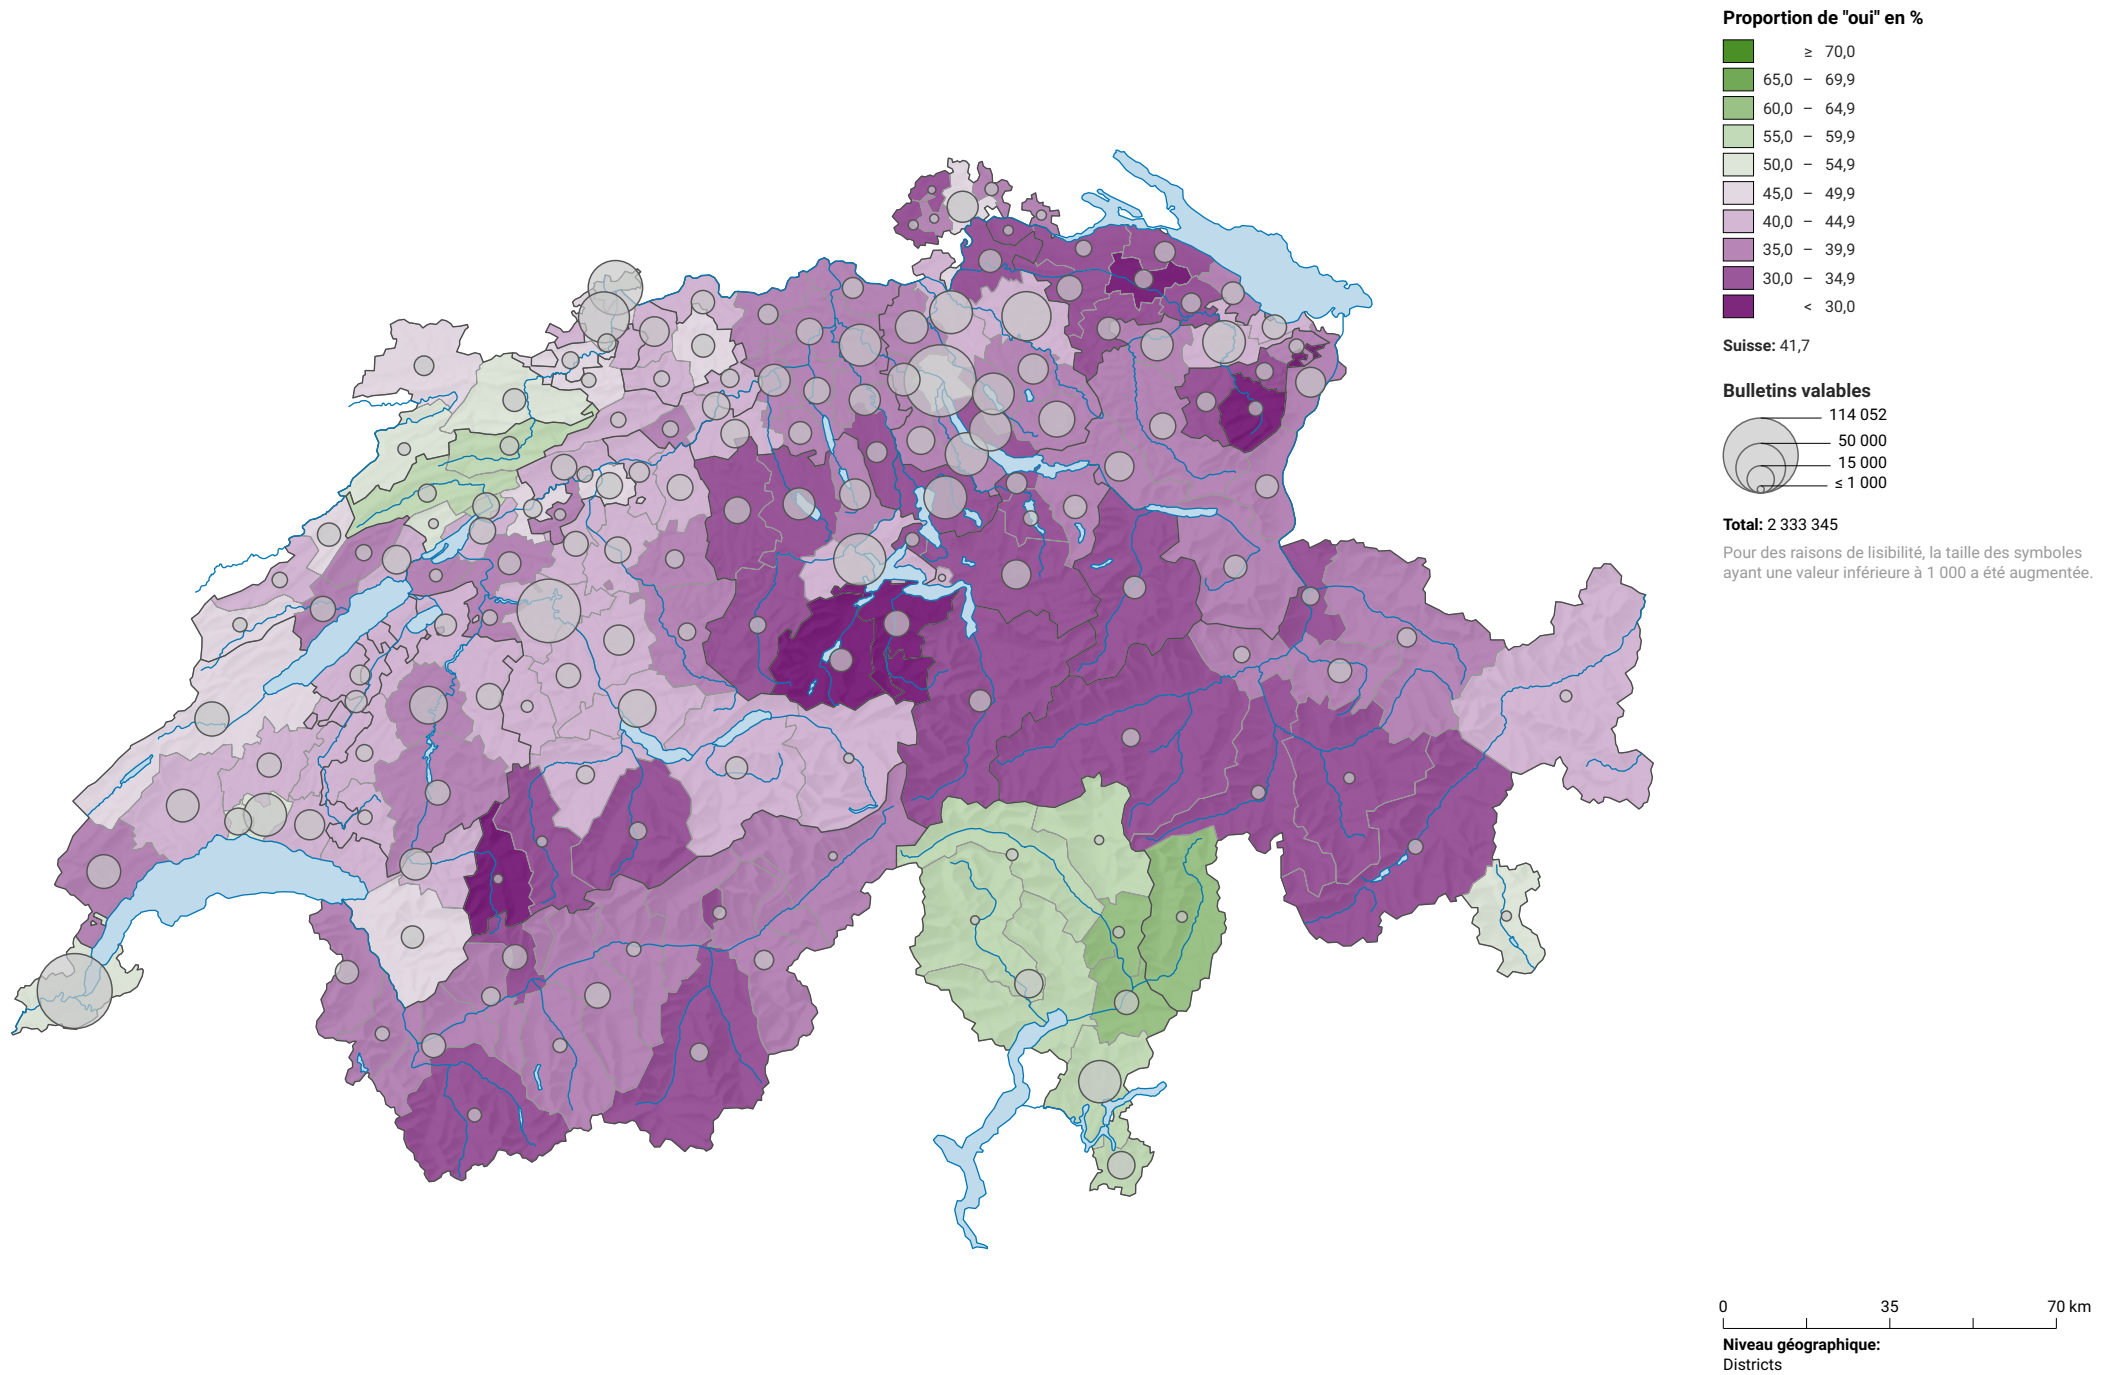 Proportion de "oui" en %
≥ 70,0
65,0 – 69,9
60,0 – 64,9
55,0 – 59,9
50,0 – 54,9
45,0 – 49,9
40,0 – 44,9
35,0 – 39,9
30,0 – 34,9
< 30,0
Suisse: 41,7
Bulletins valables
114 052
50 000
15 000
≤ 1 000
Total: 2 333 345
Pour des raisons de lisibilité, la taille des symboles
ayant une valeur inférieure à 1 000 a été augmentée.
0 35 70 km
Niveau géographique:
Districts